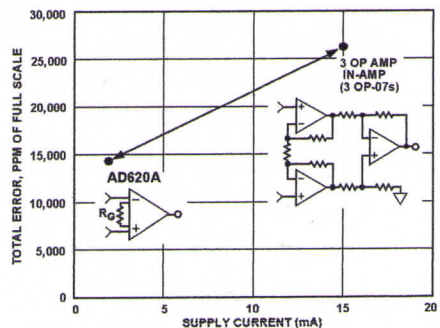 30,000
25,000
20,000
15,000
10,000
5,000
0
TOTAL ERROR, PPM OF FULL SCALE
3 OP AMP
IN-AMP
(3 OP-07s)
AD620A
RG
0
5
10
15
20
SUPPLY CURRENT (mA)